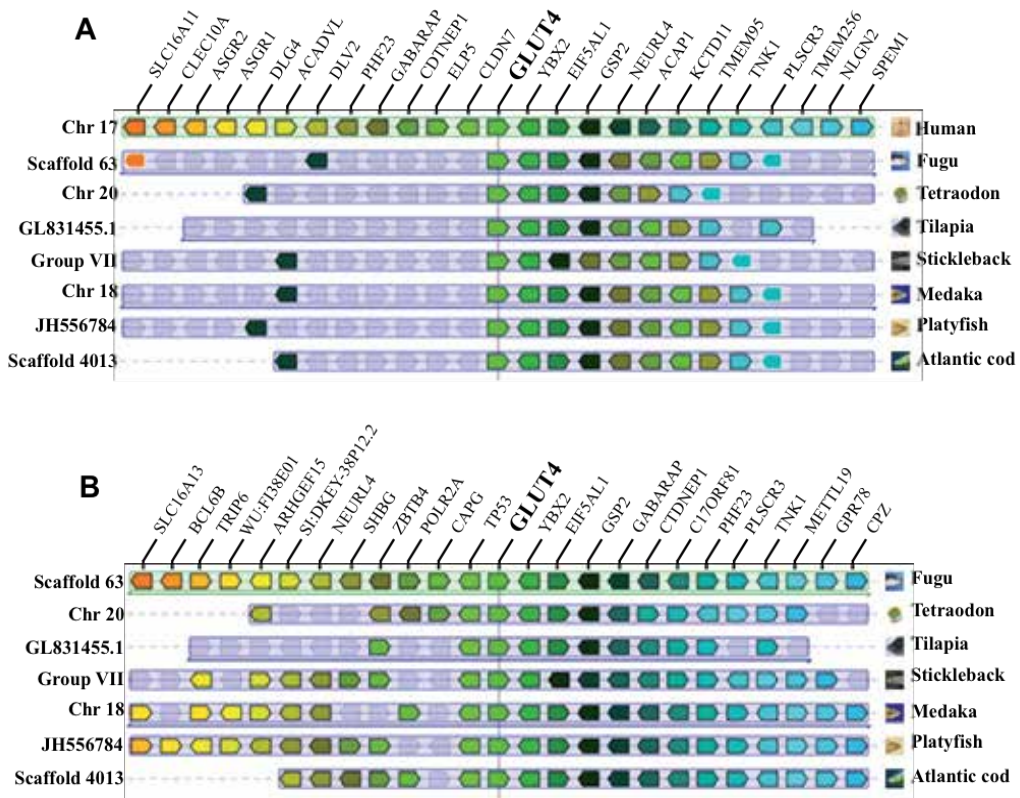 A
SLC16A11
CLEC10A
ASGR2
ASGR1
DLG4
ACADVL
DLV2
PHF23
GABARAP
CDTNEP1
ELP5
CLDN7
GLUT4
YBX2
EIF5AL1
GSP2
NEURL4
ACAP1
KCTD11
TMEM95
TNK1
PLSCR3
TMEM256
NLGN2
SPEM1
Chr 17 Human
Scaffold 63 Fugu
Chr 20 Tetraodon
GL831455.1 Tilapia
Group VII Stickleback
Chr 18 Medaka
JH556784 Platyfish
Scaffold 4013 Atlantic cod
B
SLC16A13
BCL6B
TRIP6
WU:FI38E01
ARHGEF15
SI:DKEY-38P12.2
NEURL4
SHBG
ZBTB4
POLR2A
CAPG
TP53
GLUT4
YBX2
EIF5AL1
GSP2
GABARAP
CTDNEP1
C17ORF81
PHF23
PLSCR3
TNK1
METTL19
GPR78
CPZ
Scaffold 63 Fugu
Chr 20 Tetraodon
GL831455.1 Tilapia
Group VII Stickleback
Chr 18 Medaka
JH556784 Platyfish
Scaffold 4013 Atlantic cod